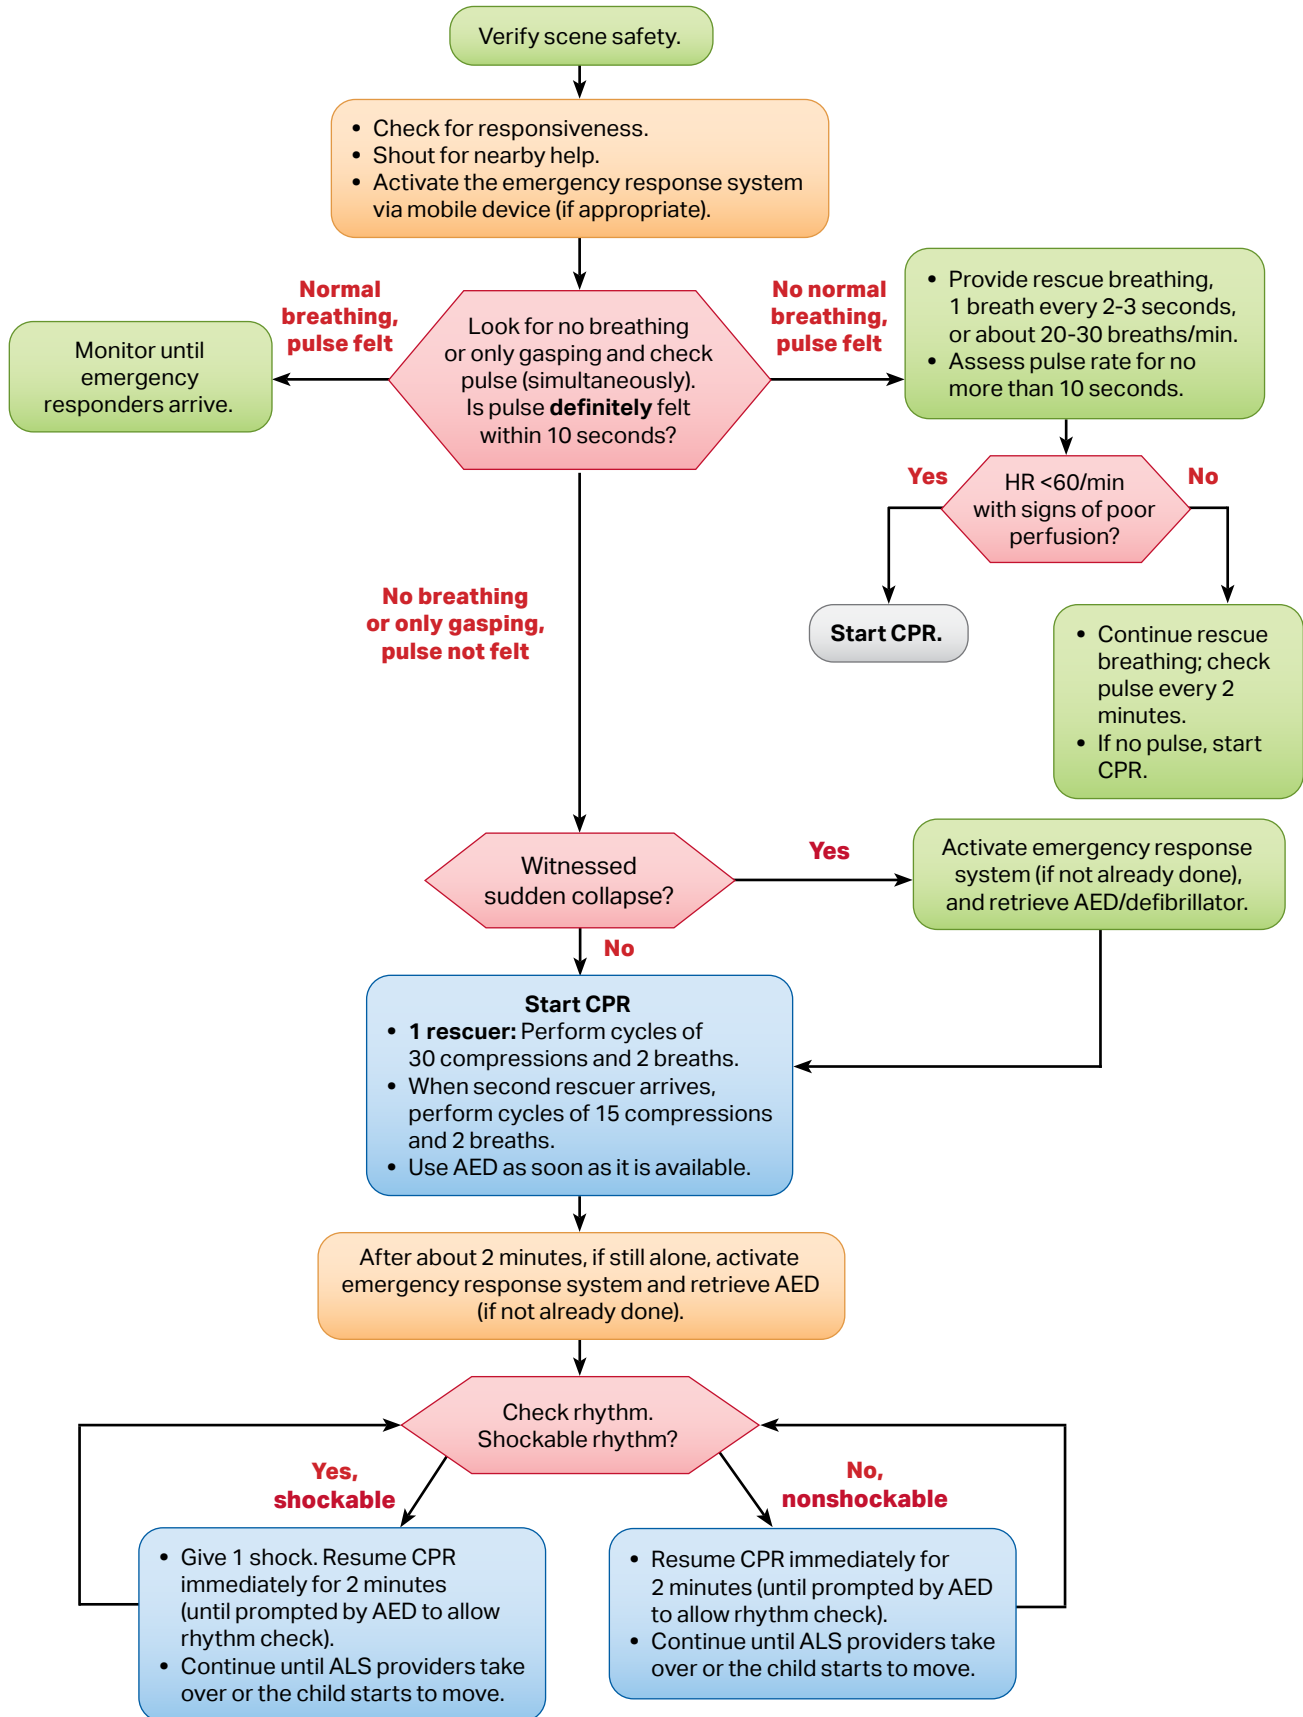 Verify scene safety.
• Check for responsiveness.
• Shout for nearby help.
• Activate the emergency response system
via mobile device (if appropriate).
Normal
breathing,
pulse felt
Look for no breathing
or only gasping and check
pulse (simultaneously).
Is pulse definitely felt
within 10 seconds?
No normal
breathing,
pulse felt
• Provide rescue breathing,
1 breath every 2-3 seconds,
or about 20-30 breaths/min.
• Assess pulse rate for no
more than 10 seconds.
Monitor until
emergency
responders arrive.
Yes
HR <60/min
with signs of poor
perfusion?
No
No breathing
or only gasping,
pulse not felt
Start CPR.
• Continue rescue
breathing; check
pulse every 2
minutes.
• If no pulse, start
CPR.
Witnessed
sudden collapse?
Yes
Activate emergency response
system (if not already done),
and retrieve AED/defibrillator.
No
Start CPR
• 1 rescuer: Perform cycles of
30 compressions and 2 breaths.
• When second rescuer arrives,
perform cycles of 15 compressions
and 2 breaths.
• Use AED as soon as it is available.
After about 2 minutes, if still alone, activate
emergency response system and retrieve AED
(if not already done).
Check rhythm.
Shockable rhythm?
Yes,
shockable
No,
nonshockable
• Give 1 shock. Resume CPR
immediately for 2 minutes
(until prompted by AED to allow
rhythm check).
• Continue until ALS providers take
over or the child starts to move.
• Resume CPR immediately for
2 minutes (until prompted by AED
to allow rhythm check).
• Continue until ALS providers take
over or the child starts to move.